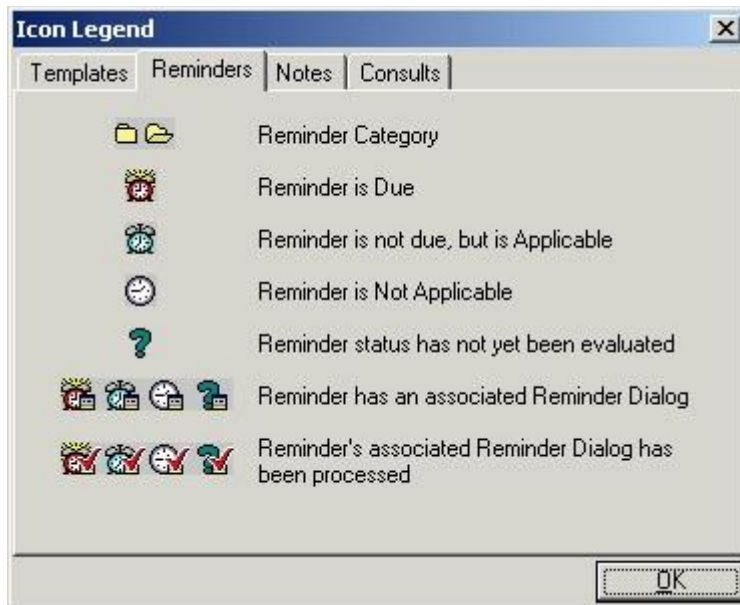 Icon Legend
Templates Reminders Notes Consults
Reminder Category
Reminder is Due
Reminder is not due, but is Applicable
Reminder is Not Applicable
Reminder status has not yet been evaluated
Reminder has an associated Reminder Dialog
Reminder's associated Reminder Dialog has
been processed
OK